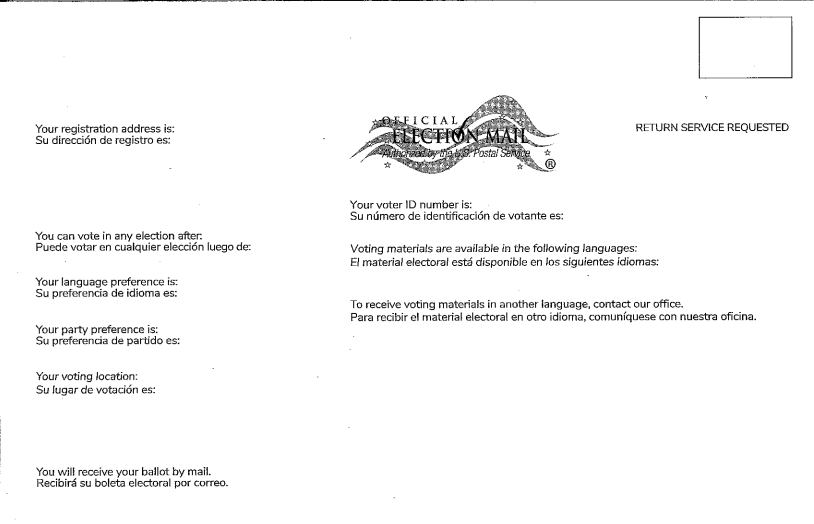 Your registration address is:
Su dirección de registro es:
You can vote in any election after:
Puede votar en cualquier elección luego de:
Your language preference is:
Su preferencia de idioma es:
Your party preference is:
Su preferencia de partido es:
Your voting location:
Su lugar de votación es:
You will receive your ballot by mail.
Recibirá su boleta electoral por correo.
OFFICIAL
ELECTION MAIL
Authorized by the U.S. Postal Service
®
RETURN SERVICE REQUESTED
Your voter ID number is:
Su número de identificación de votante es:
Voting materials are available in the following languages:
El material electoral está disponible en los siguientes idiomas:
To receive voting materials in another language, contact our office.
Para recibir el material electoral en otro idioma, comuníquese con nuestra oficina.